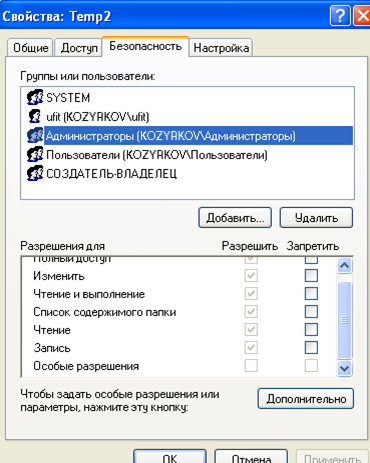 Свойства: Temp2
Общие Доступ Безопасность Настройка
Группы или пользователи:
SYSTEM
ufit (KOZYRKOV\ufit)
Администраторы (KOZYRKOV\Администраторы)
Пользователи (KOZYRKOV\Пользователи)
СОЗДАТЕЛЬ-ВЛАДЕЛЕЦ
Добавить... Удалить
Разрешения для Разрешить Запретить
Полный доступ
Изменить
Чтение и выполнение
Список содержимого папки
Чтение
Запись
Особые разрешения
Чтобы задать особые разрешения или
параметры, нажмите эту кнопку:
Дополнительно
OK Отмена Применить